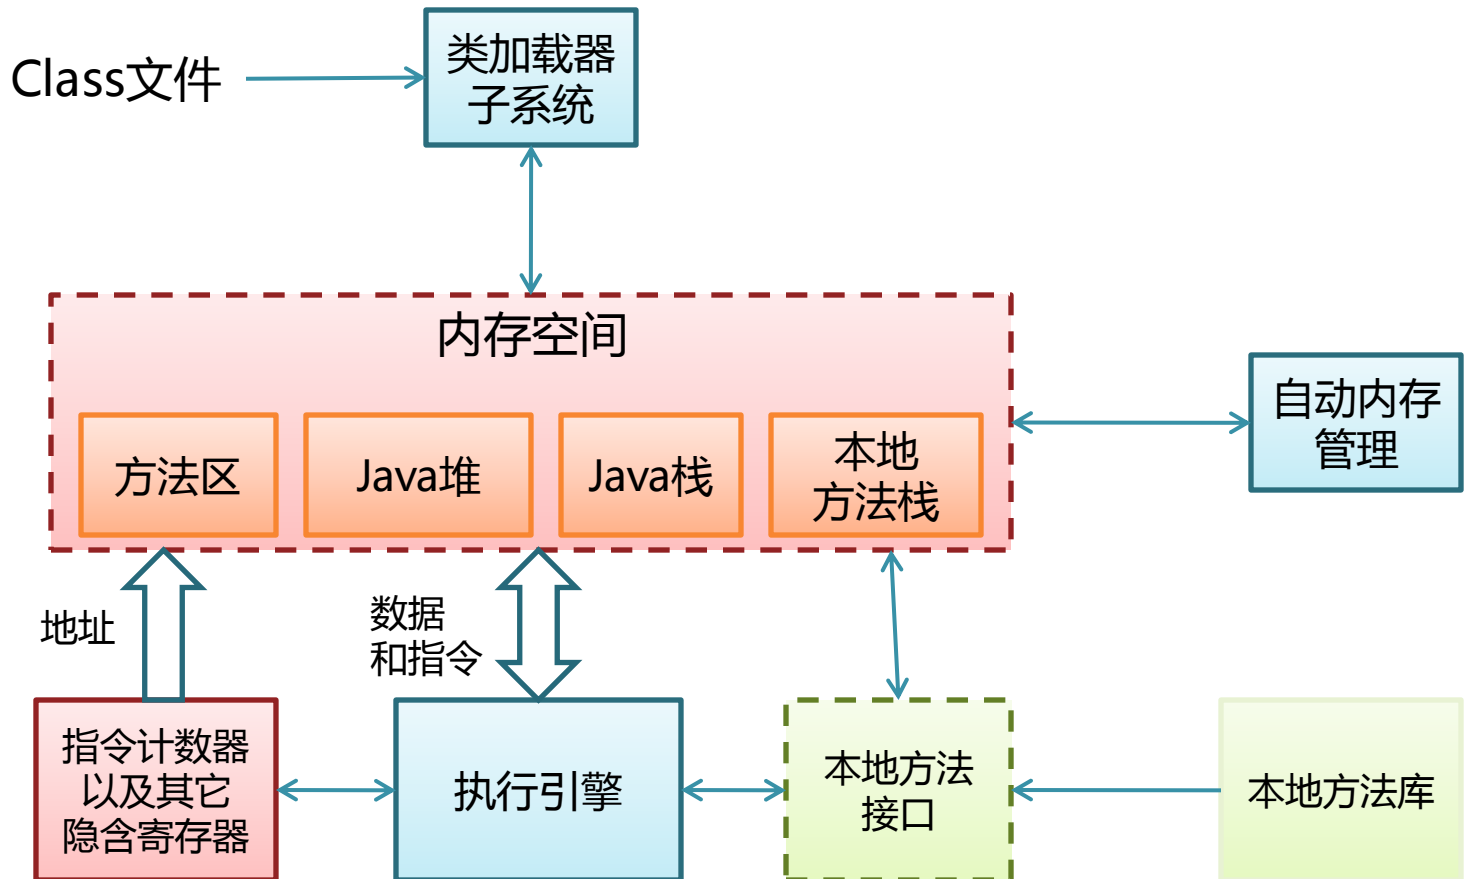 Class文件
类加载器
子系统
内存空间
方法区
Java堆
Java栈
本地
方法栈
自动内存
管理
地址
数据
和指令
指令计数器
以及其它
隐含寄存器
执行引擎
本地方法
接口
本地方法库